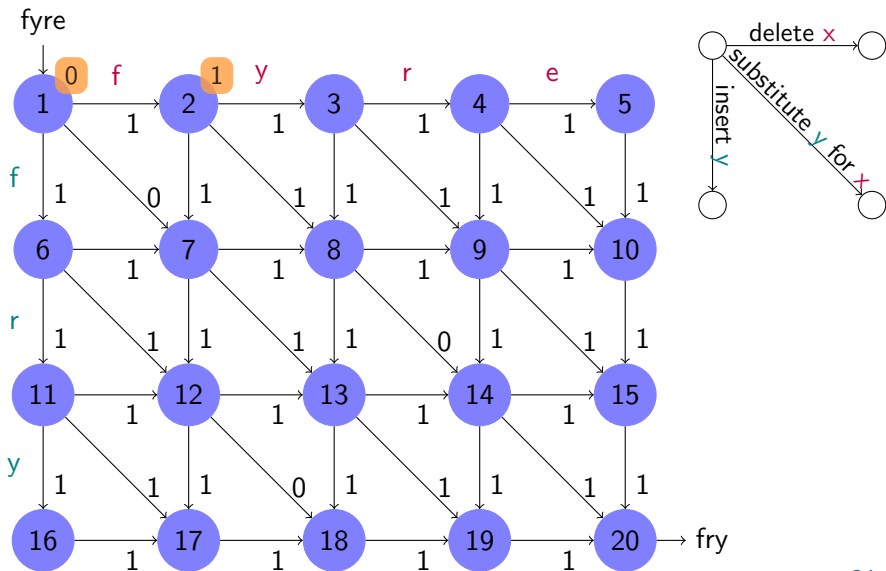 fyre
0 f 1 y r e
1 2 3 4 5
1 1 1 1
f 1 0 1 1 1 1 1 1 1
6 7 8 9 10
1 1 1 1
r 1 1 1 1 1 0 1 1 1
11 12 13 14 15
1 1 1 1
y 1 1 1 0 1 1 1 1 1
16 17 18 19 20 fry
1 1 1 1
delete x
insert y
substitute y for x